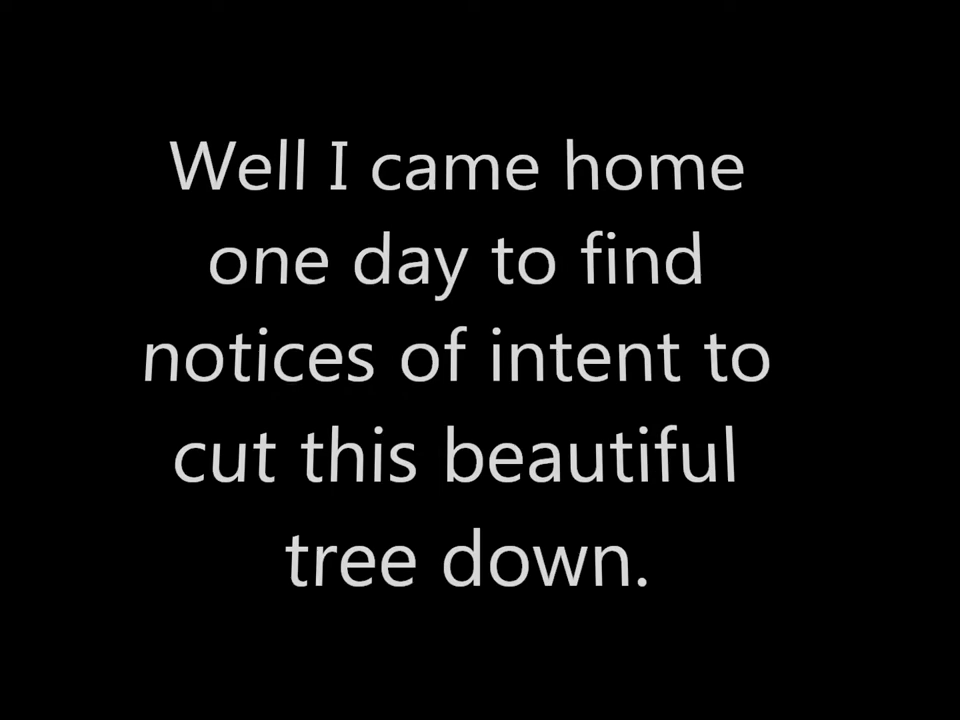 Well I came home
one day to find
notices of intent to
cut this beautiful
tree down.